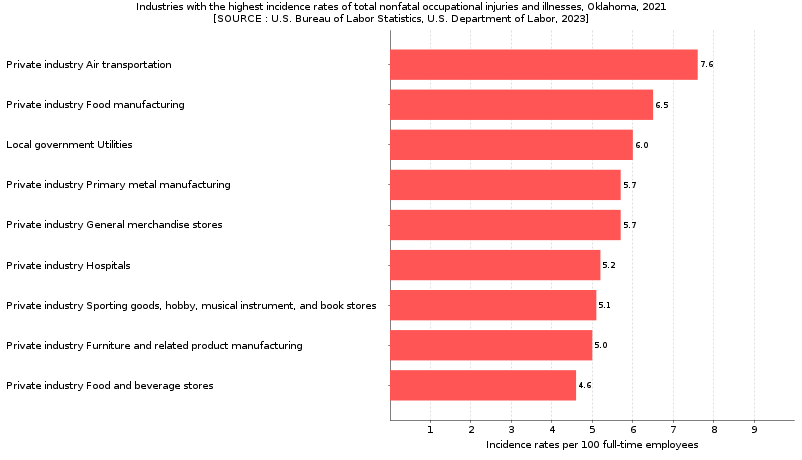 Industries with the highest incidence rates of total nonfatal occupational injuries and illnesses, Oklahoma, 2021
[SOURCE : U.S. Bureau of Labor Statistics, U.S. Department of Labor, 2023]
Private industry Air transportation 7.6
Private industry Food manufacturing 6.5
Local government Utilities 6.0
Private industry Primary metal manufacturing 5.7
Private industry General merchandise stores 5.7
Private industry Hospitals 5.2
Private industry Sporting goods, hobby, musical instrument, and book stores 5.1
Private industry Furniture and related product manufacturing 5.0
Private industry Food and beverage stores 4.6
1 2 3 4 5 6 7 8 9
Incidence rates per 100 full-time employees